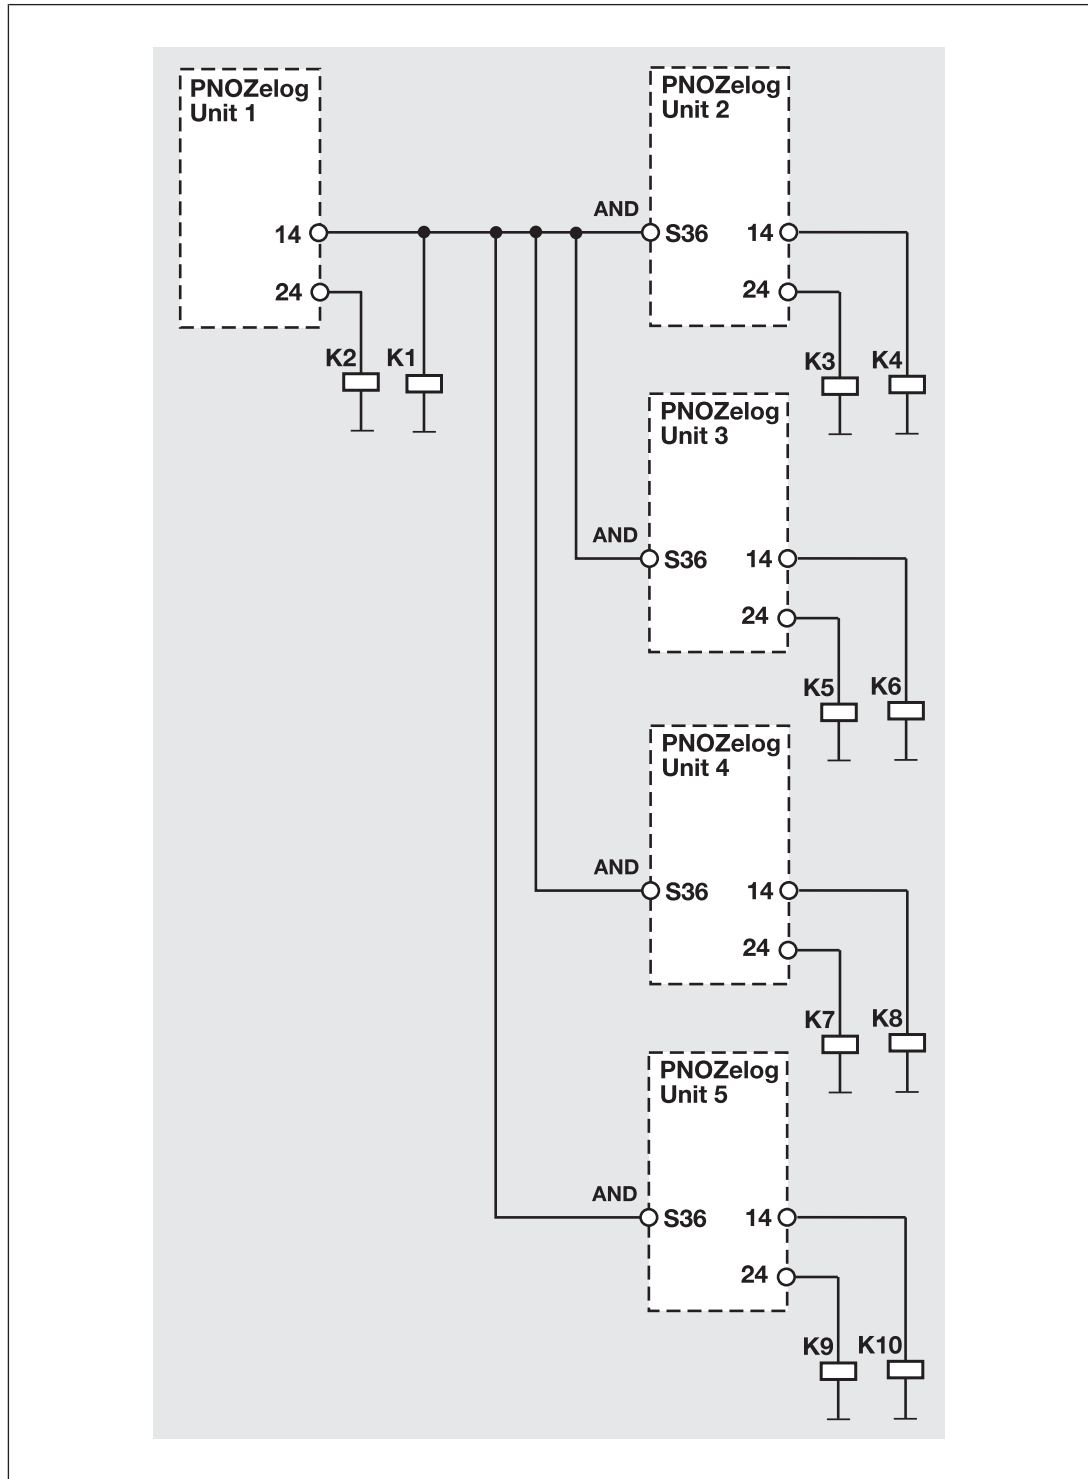 PNOZelog
Unit 1
14
24
K2
K1
PNOZelog
Unit 2
AND
S36
14
24
K3
K4
PNOZelog
Unit 3
AND
S36
14
24
K5
K6
PNOZelog
Unit 4
AND
S36
14
24
K7
K8
PNOZelog
Unit 5
AND
S36
14
24
K9
K10